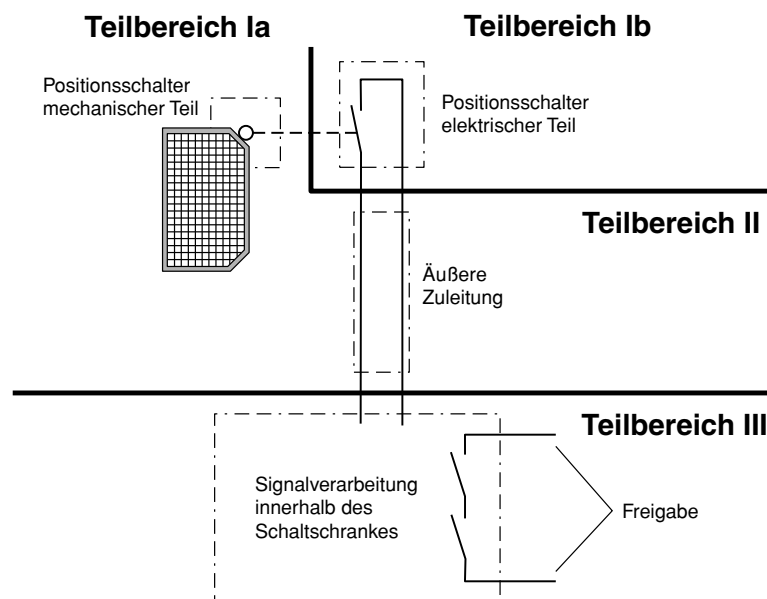 Teilbereich Ia
Teilbereich Ib
Positionsschalter
mechanischer Teil
Positionsschalter
elektrischer Teil
Teilbereich II
Äußere
Zuleitung
Teilbereich III
Signalverarbeitung
innerhalb des
Schaltschrankes
Freigabe